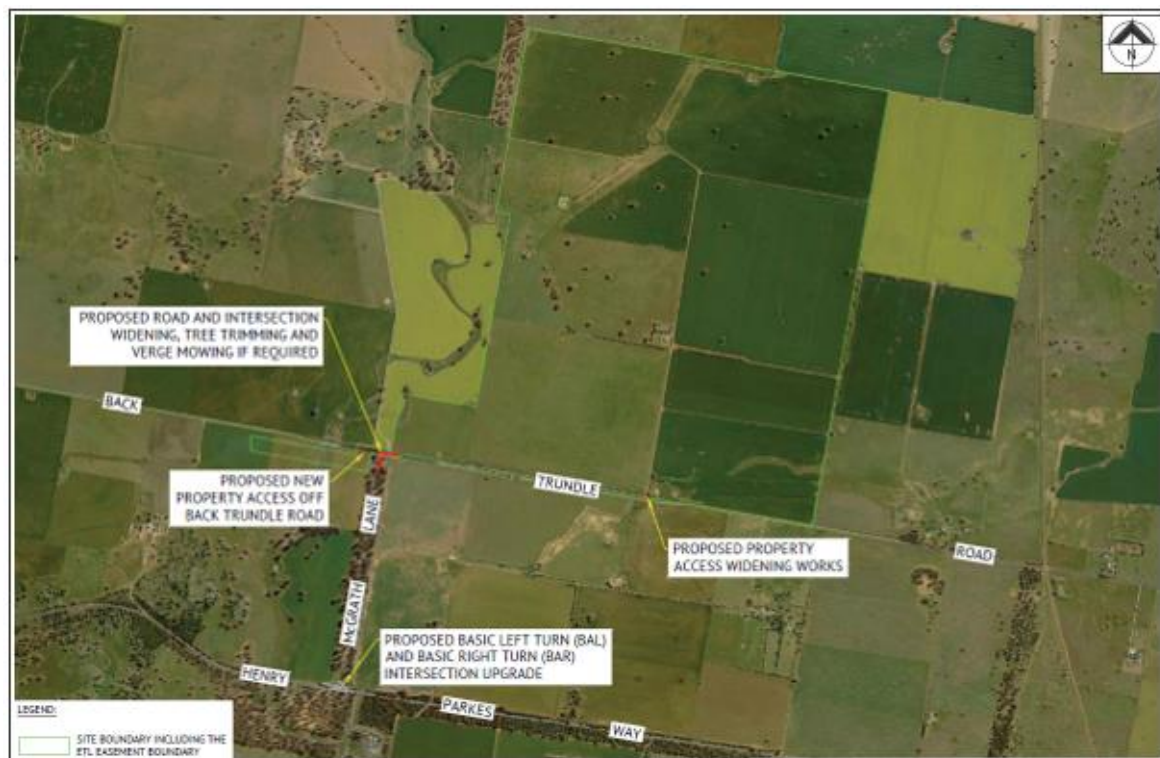 N
PROPOSED ROAD AND INTERSECTION
WIDENING, TREE TRIMMING AND
VERGE MOWING IF REQUIRED
BACK
PROPOSED NEW
PROPERTY ACCESS OFF
BACK TRUNDLE ROAD
TRUNDLE
ROAD
LANE
McGRATH
PROPOSED PROPERTY
ACCESS WIDENING WORKS
PROPOSED BASIC LEFT TURN (BAL)
AND BASIC RIGHT TURN (BAR)
INTERSECTION UPGRADE
HENRY
PARKES
WAY
LEGEND:
SITE BOUNDARY INCLUDING THE
ETL EASEMENT BOUNDARY